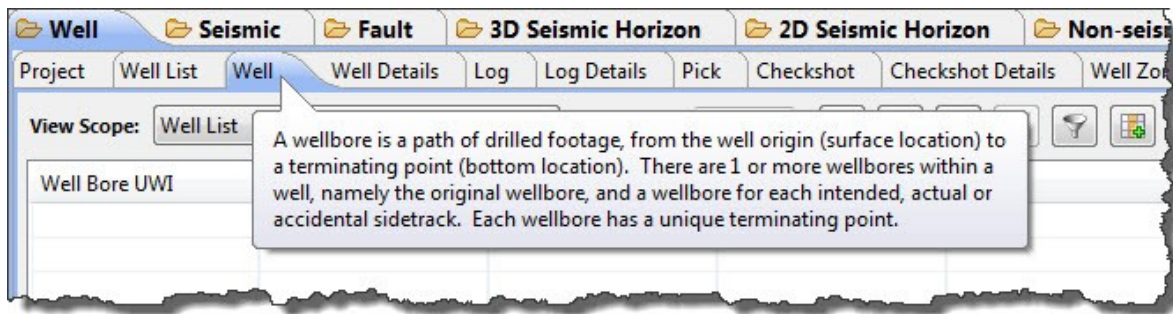 Well Seismic Fault 3D Seismic Horizon 2D Seismic Horizon Non-seis
Project Well List Well Well Details Log Log Details Pick Checkshot Checkshot Details Well Zo
View Scope: Well List
A wellbore is a path of drilled footage, from the well origin (surface location) to
a terminating point (bottom location). There are 1 or more wellbores within a
well, namely the original wellbore, and a wellbore for each intended, actual or
accidental sidetrack. Each wellbore has a unique terminating point.
Well Bore UWI